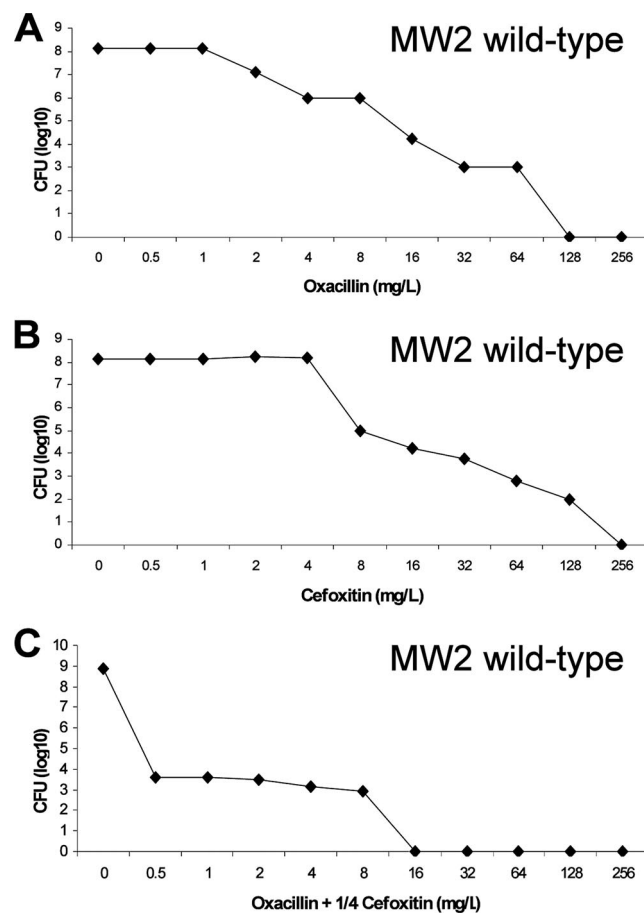 A
MW2 wild-type
CFU (log10)
9
8
7
6
5
4
3
2
1
0
0 0.5 1 2 4 8 16 32 64 128 256
Oxacillin (mg/L)
B
MW2 wild-type
CFU (log10)
9
8
7
6
5
4
3
2
1
0
0 0.5 1 2 4 8 16 32 64 128 256
Cefoxitin (mg/L)
C
MW2 wild-type
CFU (log10)
10
9
8
7
6
5
4
3
2
1
0
0 0.5 1 2 4 8 16 32 64 128 256
Oxacillin + 1/4 Cefoxitin (mg/L)